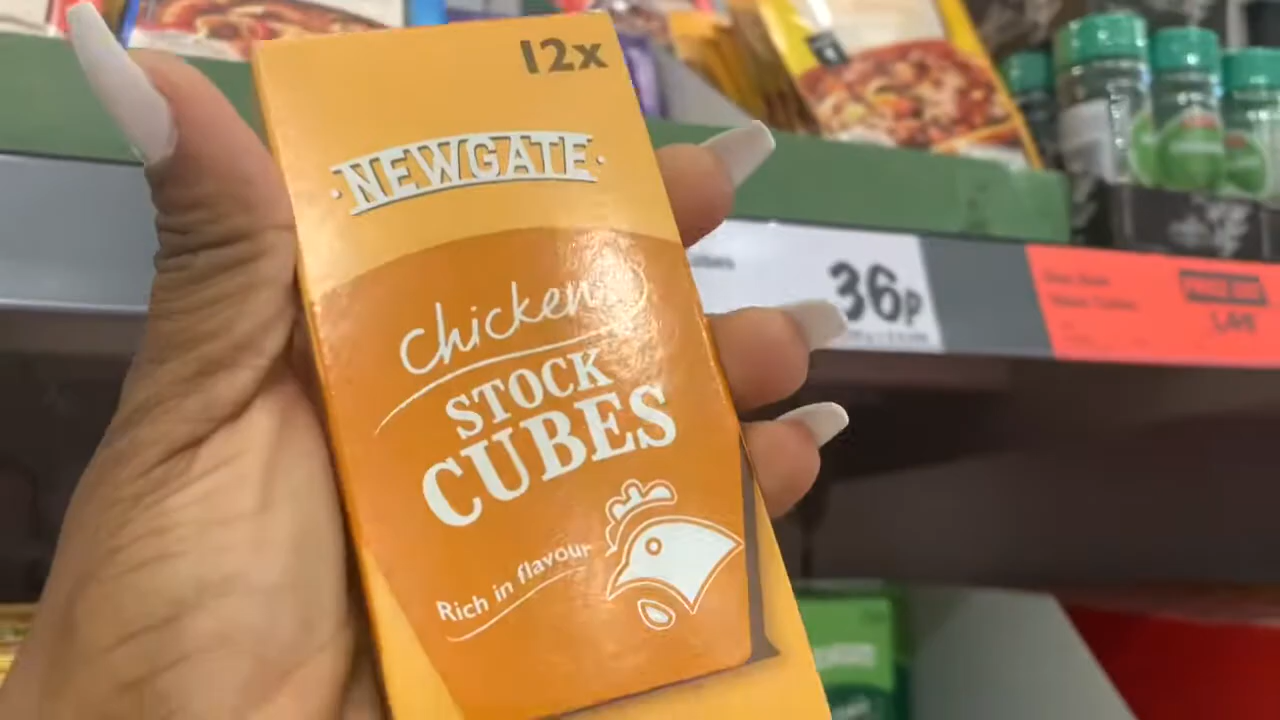 12x
NEWGATE
Chicken
STOCK
CUBES
Rich in flavour
36p